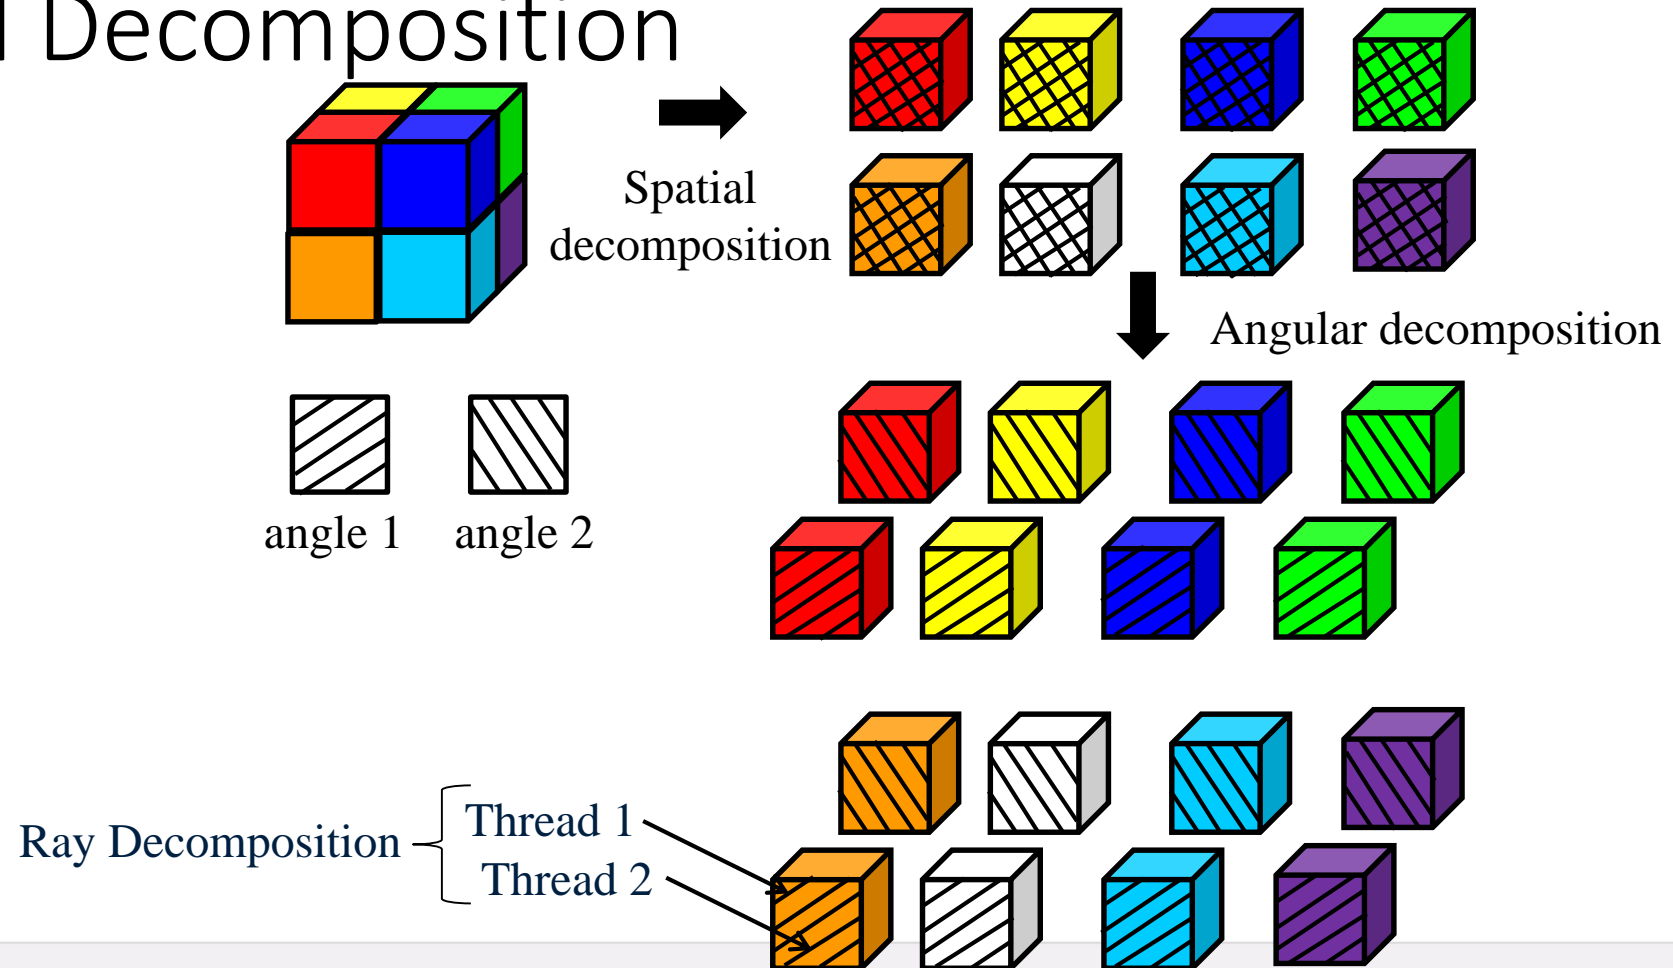 Decomposition
Spatial
decomposition
Angular decomposition
angle 1
angle 2
Ray Decomposition
Thread 1
Thread 2